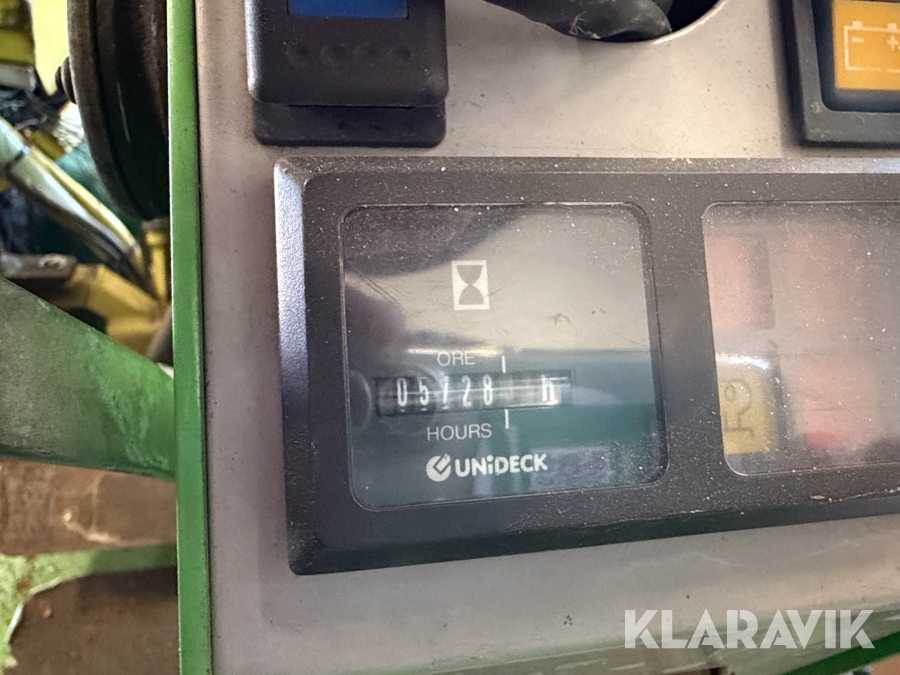 ORE
05728 h
HOURS
UNiDECK
KLARAVIK